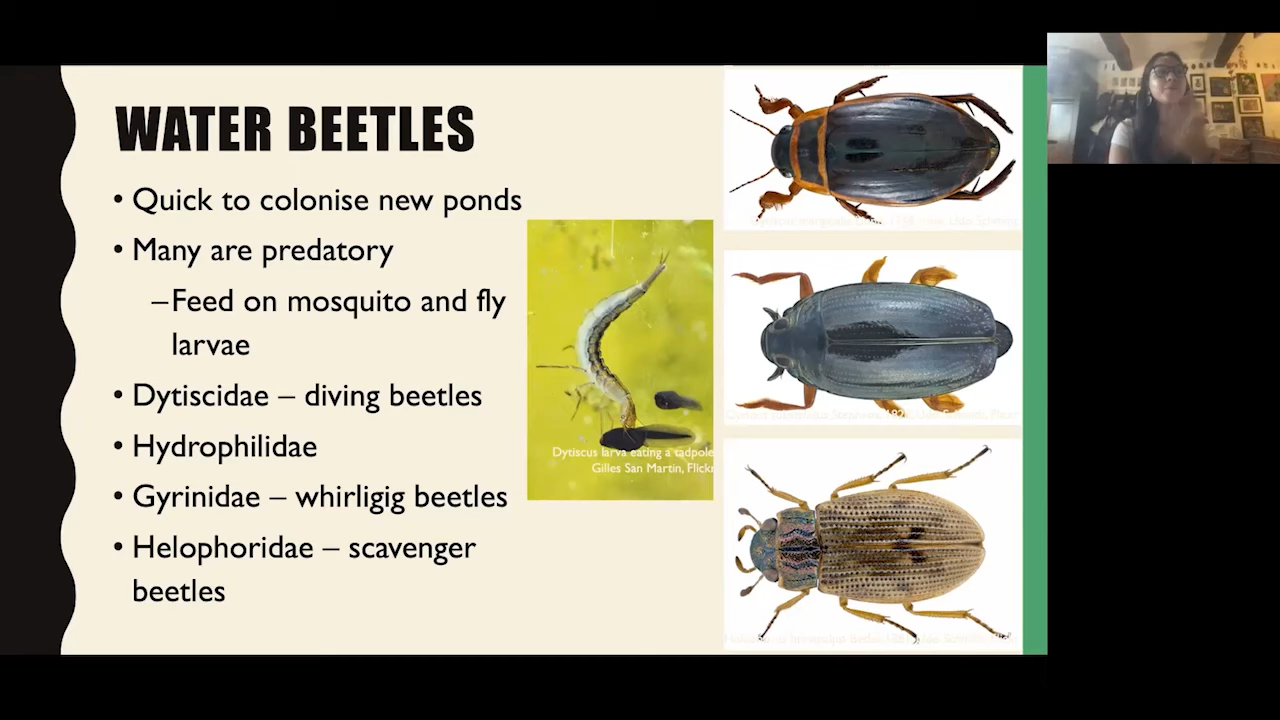 WATER BEETLES
• Quick to colonise new ponds
• Many are predatory
–Feed on mosquito and fly
larvae
• Dytiscidae – diving beetles
• Hydrophilidae
• Gyrinidae – whirligig beetles
• Helophoridae – scavenger
beetles
Dytiscus larva eating a tadpole
Gilles San Martin, Flickr